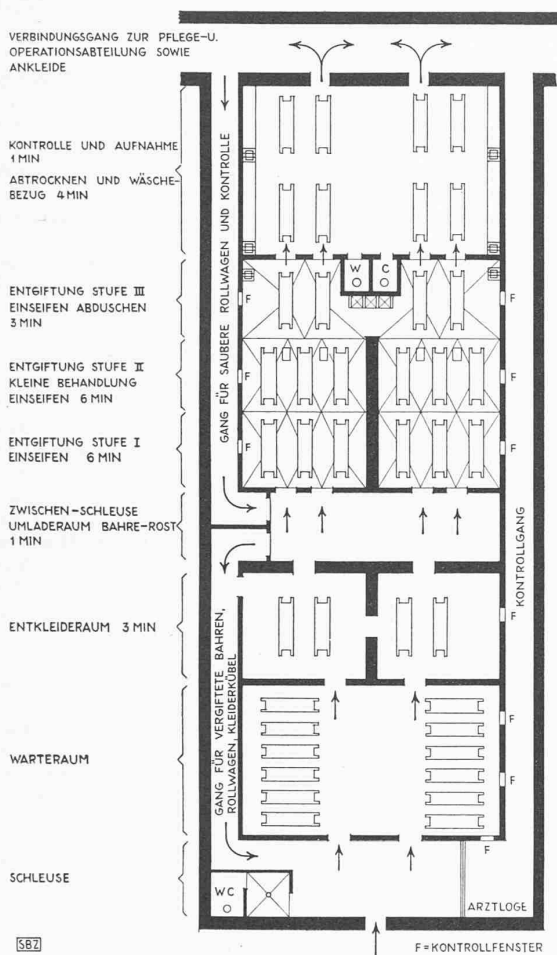 VERBINDUNGSGANG ZUR PFLEGE-U.
OPERATIONSABTEILUNG SOWIE
ANKLEIDE
KONTROLLE UND AUFNAHME
1 MIN
ABTROCKNEN UND WÄSCHE-
BEZUG 4 MIN
ENTGIFTUNG STUFE III
EINSEIFEN ABDUSCHEN
3 MIN
ENTGIFTUNG STUFE II
KLEINE BEHANDLUNG
EINSEIFEN 6 MIN
ENTGIFTUNG STUFE I
EINSEIFEN 6 MIN
ZWISCHEN-SCHLEUSE
UMLADERAUM BAHRE-ROST
1 MIN
ENTKLEIDERAUM 3 MIN
WARTERAUM
SCHLEUSE
GANG FÜR SAUBERE ROLLWAGEN UND KONTROLLE
W C
F
F
F
F
F
F
F
F
KONTROLLGANG
GANG FÜR VERGIFTETE BAHREN,
ROLLWAGEN, KLEIDERKÜBEL
WC
ARZTLOGE
SBZ
F=KONTROLLFENSTER